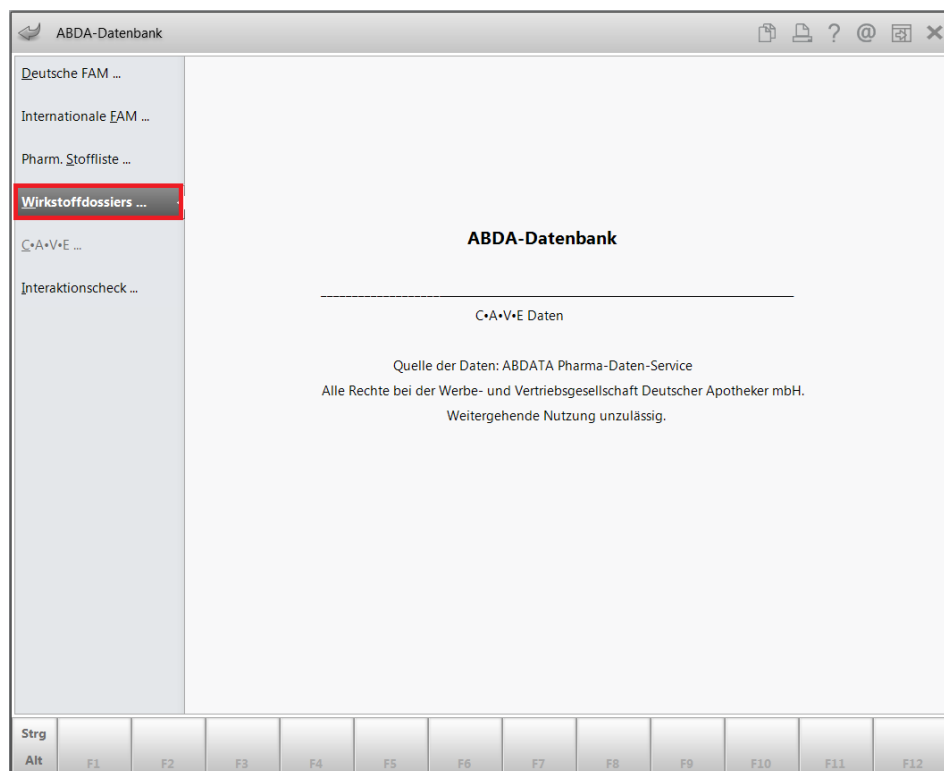 ABDA-Datenbank
? @
Deutsche FAM ...
Internationale FAM ...
Pharm. Stoffliste ...
Wirkstoffdossiers ...
C•A•V•E ...
Interaktionscheck ...
ABDA-Datenbank
C•A•V•E Daten
Quelle der Daten: ABDATA Pharma-Daten-Service
Alle Rechte bei der Werbe- und Vertriebsgesellschaft Deutscher Apotheker mbH.
Weitergehende Nutzung unzulässig.
Strg
Alt F1 F2 F3 F4 F5 F6 F7 F8 F9 F10 F11 F12